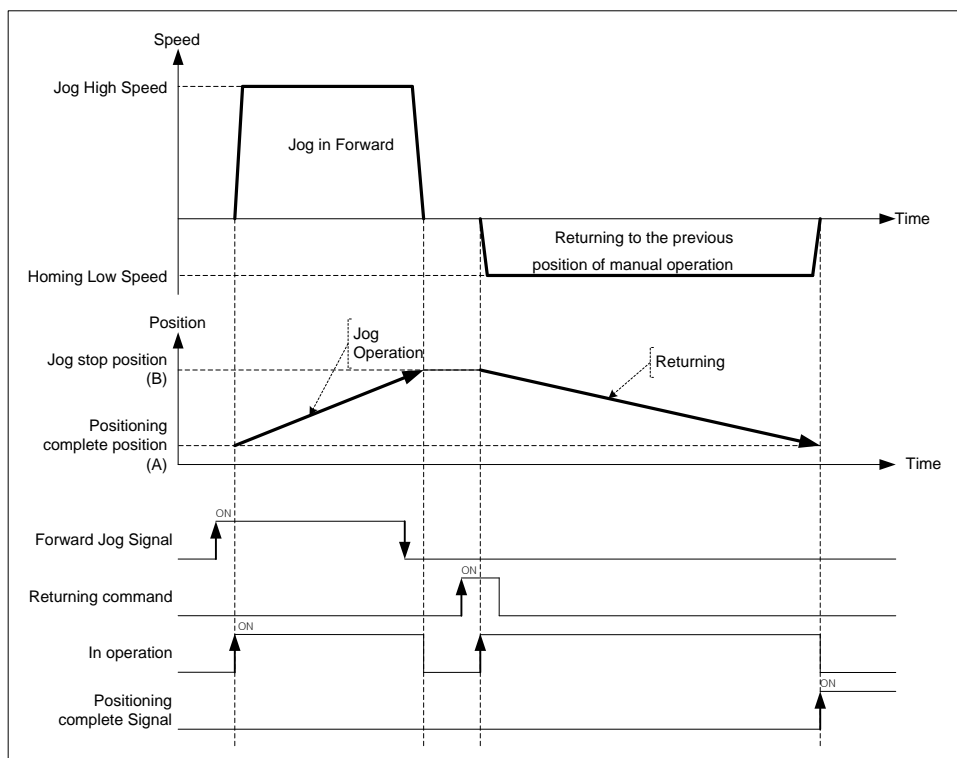 Speed
Jog High Speed
Jog in Forward
Time
Returning to the previous
position of manual operation
Homing Low Speed
Position
Jog
Operation
Jog stop position
(B)
Returning
Positioning
complete position
(A)
Time
ON
Forward Jog Signal
ON
Returning command
ON
In operation
ON
Positioning
complete Signal